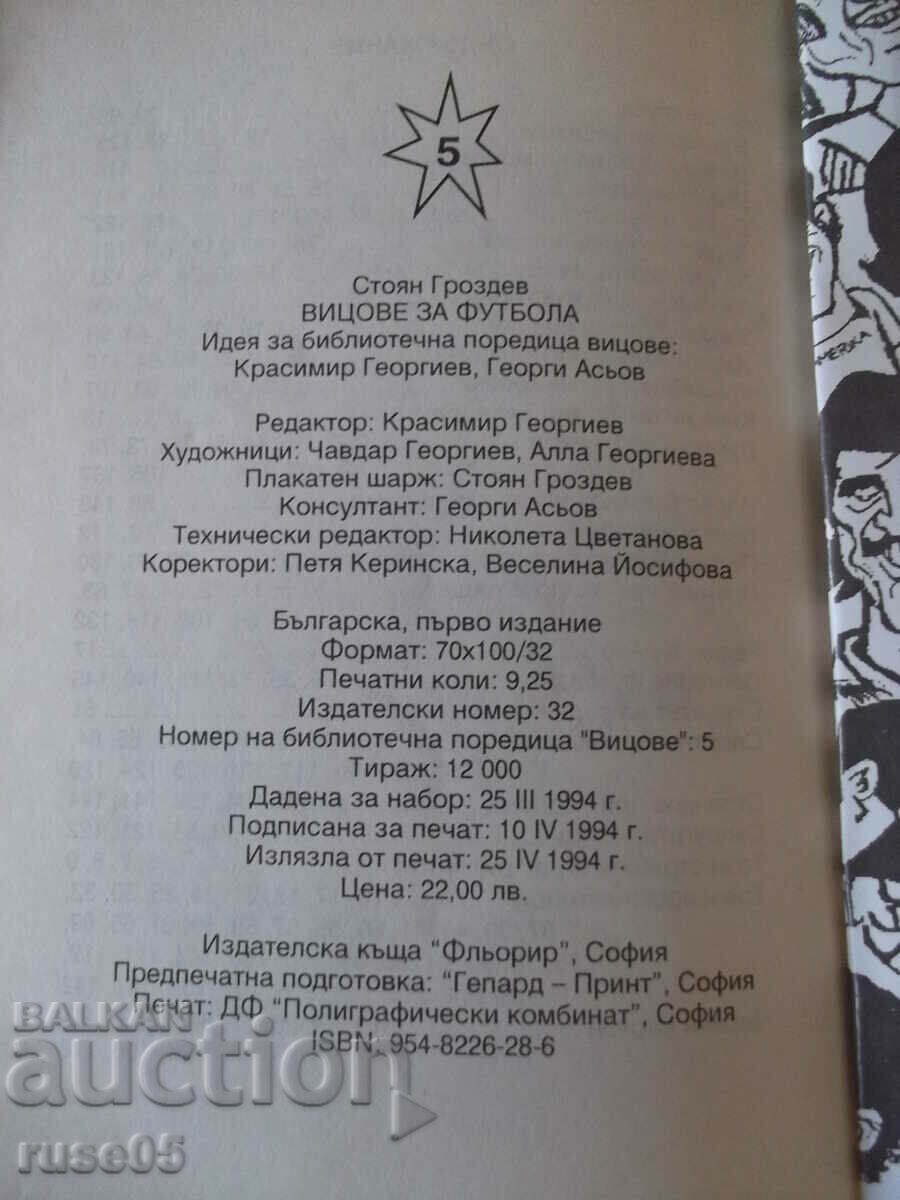 5
Стоян Гроздев
ВИЦОВЕ ЗА ФУТБОЛА
Идея за библиотечна поредица вицове:
Красимир Георгиев, Георги Асьов
Редактор: Красимир Георгиев
Художници: Чавдар Георгиев, Алла Георгиева
Плакатен шарж: Стоян Гроздев
Консултант: Георги Асьов
Технически редактор: Николета Цветанова
Коректори: Петя Керинска, Веселина Йосифова
Българска, първо издание
Формат: 70х100/32
Печатни коли: 9,25
Издателски номер: 32
Номер на библиотечна поредица "Вицове": 5
Тираж: 12 000
Дадена за набор: 25 III 1994 г.
Подписана за печат: 10 IV 1994 г.
Излязла от печат: 25 IV 1994 г.
Цена: 22,00 лв.
Издателска къща "Фльорир", София
Предпечатна подготовка: "Гепард – Принт", София
Печат: ДФ "Полиграфически комбинат", София
ISBN: 954-8226-28-6
BALKAN
auction
ruse05